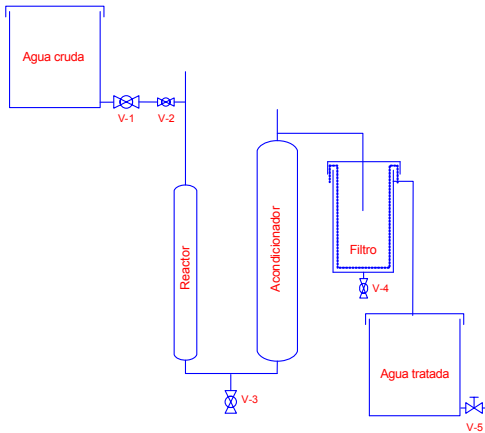 Agua cruda
V-1
V-2
Reactor
Acondicionador
V-3
Filtro
V-4
Agua tratada
V-5